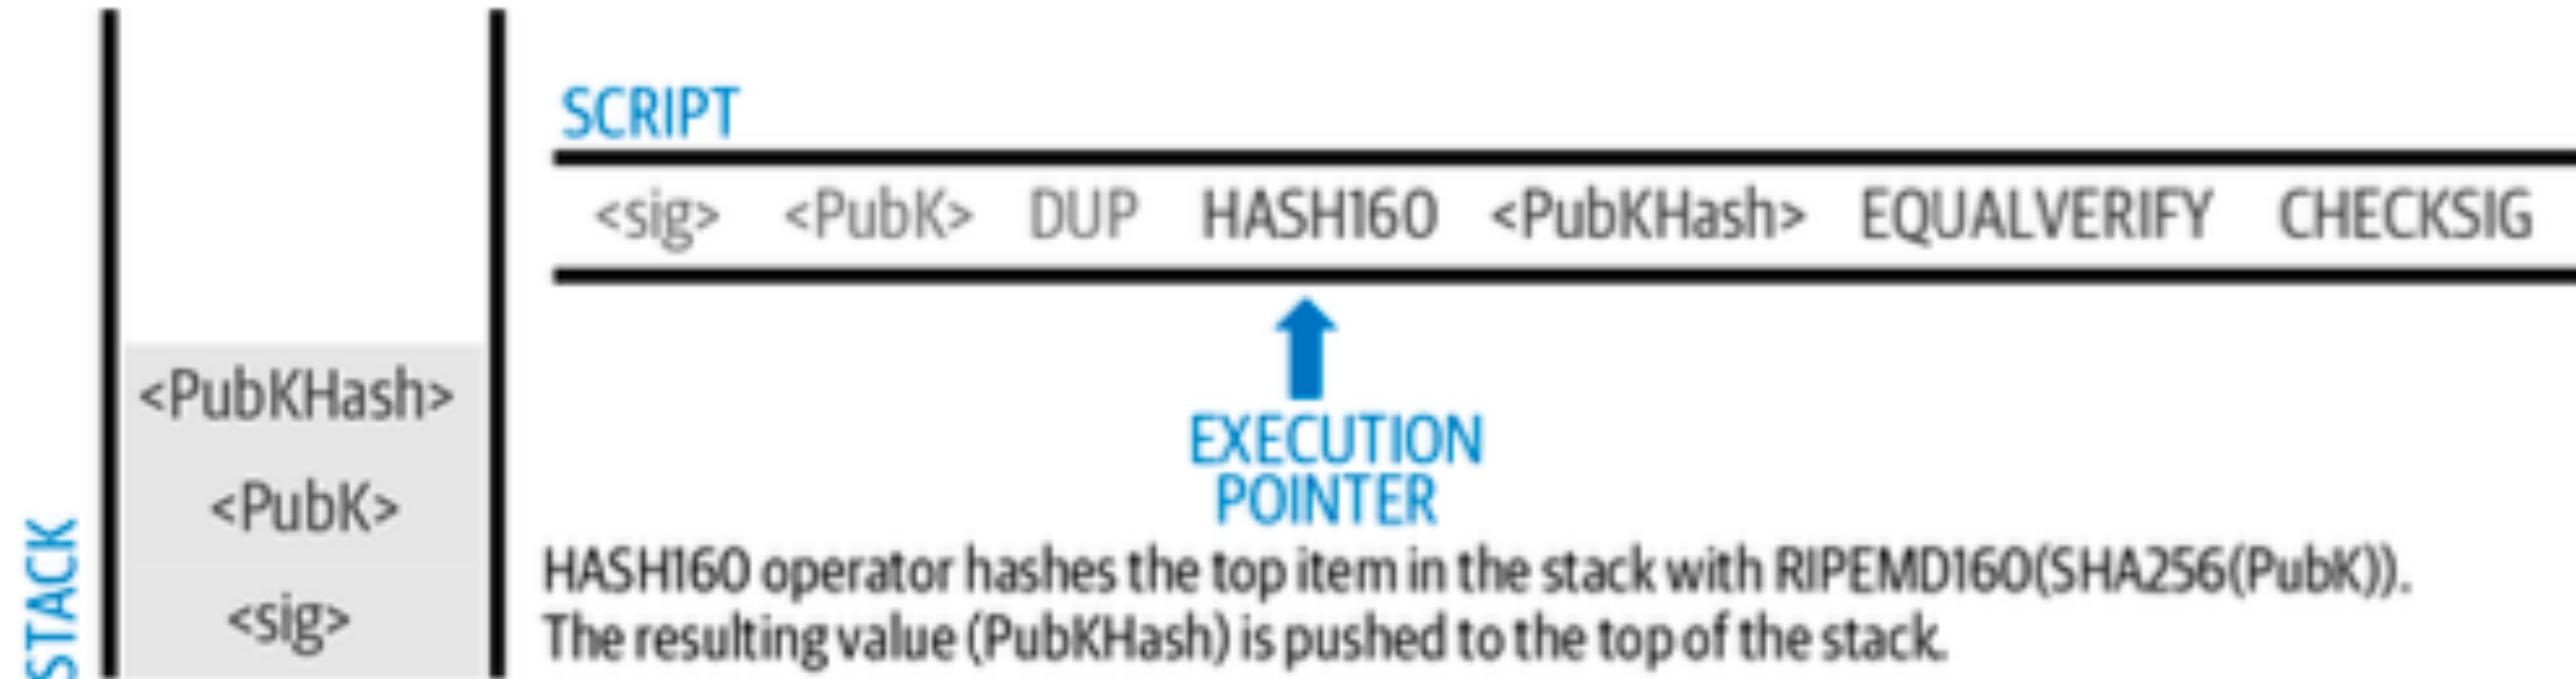 SCRIPT
<sig> <PubK> DUP HASH160 <PubKHash> EQUALVERIFY CHECKSIG
EXECUTION
POINTER
<PubKHash>
<PubK>
<sig>
STACK
HASH160 operator hashes the top item in the stack with RIPEMD160(SHA256(PubK)).
The resulting value (PubKHash) is pushed to the top of the stack.